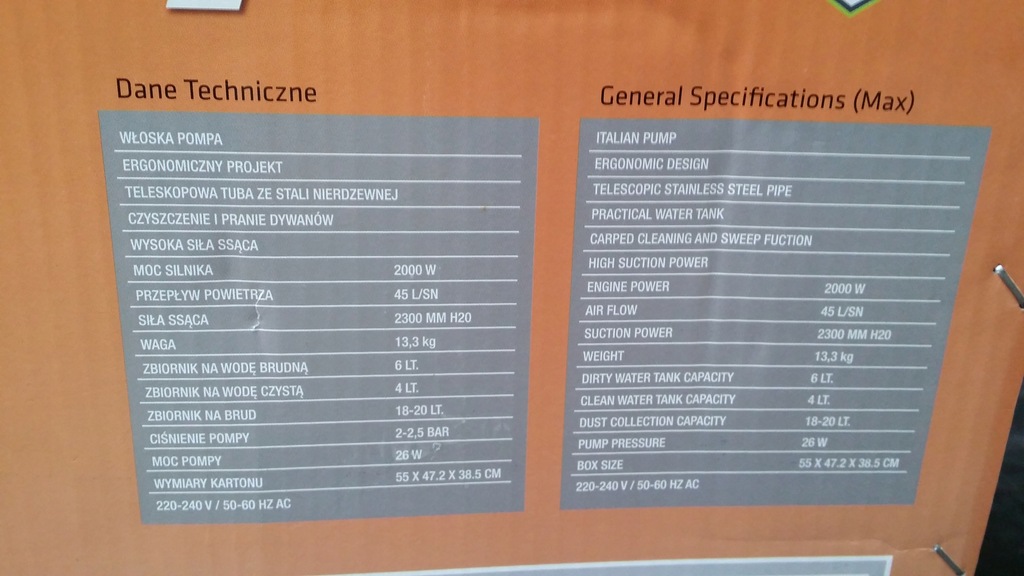 Dane Techniczne
WŁOSKA POMPA
ERGONOMICZNY PROJEKT
TELESKOPOWA TUBA ZE STALI NIERDZEWNEJ
CZYSZCZENIE I PRANIE DYWANÓW
WYSOKA SIŁA SSĄCA
MOC SILNIKA 2000 W
PRZEPŁYW POWIETRZA 45 L/SN
SIŁA SSĄCA 2300 MM H20
WAGA 13,3 kg
ZBIORNIK NA WODĘ BRUDNĄ 6 LT.
ZBIORNIK NA WODĘ CZYSTĄ 4 LT.
ZBIORNIK NA BRUD 18-20 LT.
CIŚNIENIE POMPY 2-2,5 BAR
MOC POMPY 26 W
WYMIARY KARTONU 55 X 47.2 X 38.5 CM
220-240 V / 50-60 HZ AC
General Specifications (Max)
ITALIAN PUMP
ERGONOMIC DESIGN
TELESCOPIC STAINLESS STEEL PIPE
PRACTICAL WATER TANK
CARPED CLEANING AND SWEEP FUCTION
HIGH SUCTION POWER
ENGINE POWER 2000 W
AIR FLOW 45 L/SN
SUCTION POWER 2300 MM H20
WEIGHT 13,3 kg
DIRTY WATER TANK CAPACITY 6 LT.
CLEAN WATER TANK CAPACITY 4 LT.
DUST COLLECTION CAPACITY 18-20 LT.
PUMP PRESSURE 26 W
BOX SIZE 55 X 47.2 X 38.5 CM
220-240 V / 50-60 HZ AC